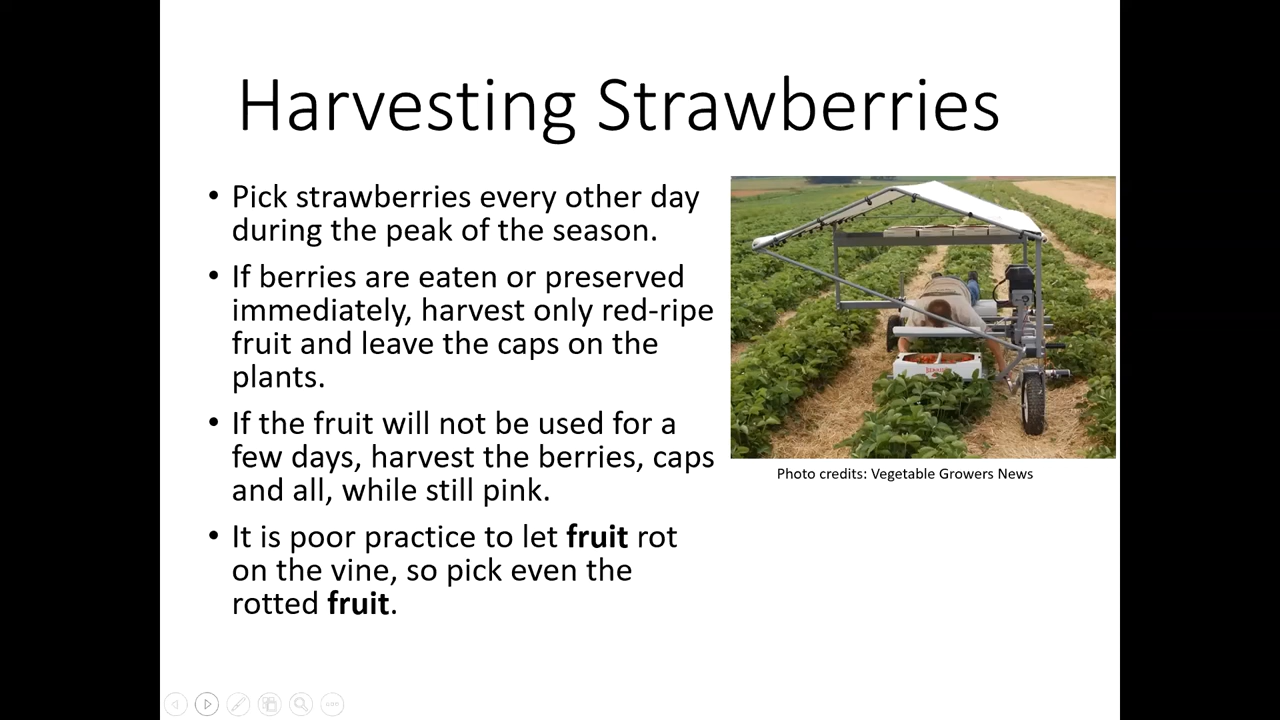 Harvesting Strawberries
• Pick strawberries every other day
during the peak of the season.
• If berries are eaten or preserved
immediately, harvest only red-ripe
fruit and leave the caps on the
plants.
• If the fruit will not be used for a
few days, harvest the berries, caps
and all, while still pink.
• It is poor practice to let fruit rot
on the vine, so pick even the
rotted fruit.
Photo credits: Vegetable Growers News